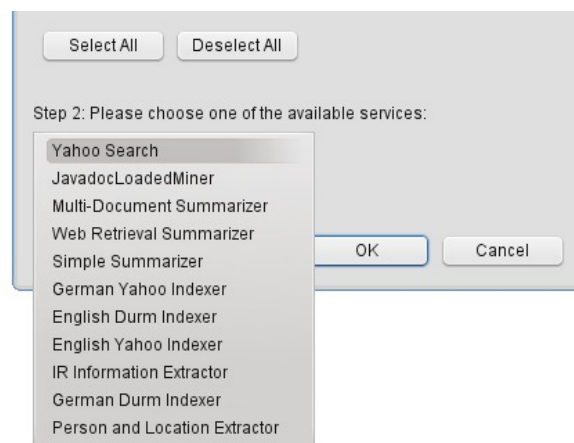 Select All Deselect All
Step 2: Please choose one of the available services:
Yahoo Search
JavadocLoadedMiner
Multi-Document Summarizer
Web Retrieval Summarizer
Simple Summarizer
German Yahoo Indexer
English Durm Indexer
English Yahoo Indexer
IR Information Extractor
German Durm Indexer
Person and Location Extractor
OK Cancel